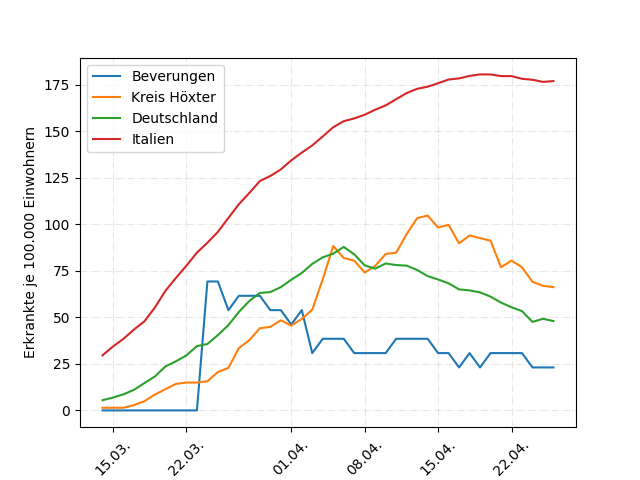 Beverungen
Kreis Höxter
Deutschland
Italien
Erkrankte je 100.000 Einwohnern
175
150
125
100
75
50
25
0
15.03.
22.03.
01.04.
08.04.
15.04.
22.04.